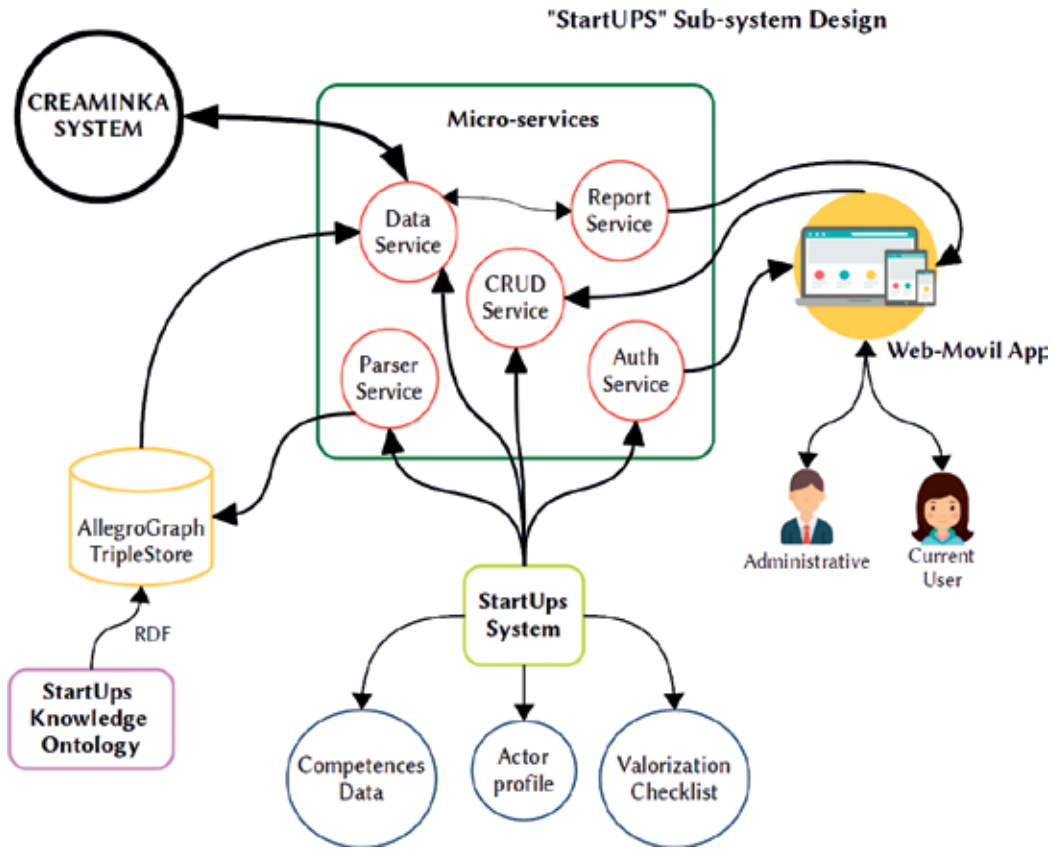 "StartUPS" Sub-system Design
CREAMINKA
SYSTEM
Micro-services
Data
Service
Report
Service
CRUD
Service
Parser
Service
Auth
Service
Web-Movil App
AllegroGraph
TripleStore
Administrative
Current
User
RDF
StartUps
System
StartUps
Knowledge
Ontology
Competences
Data
Actor
profile
Valorization
Checklist